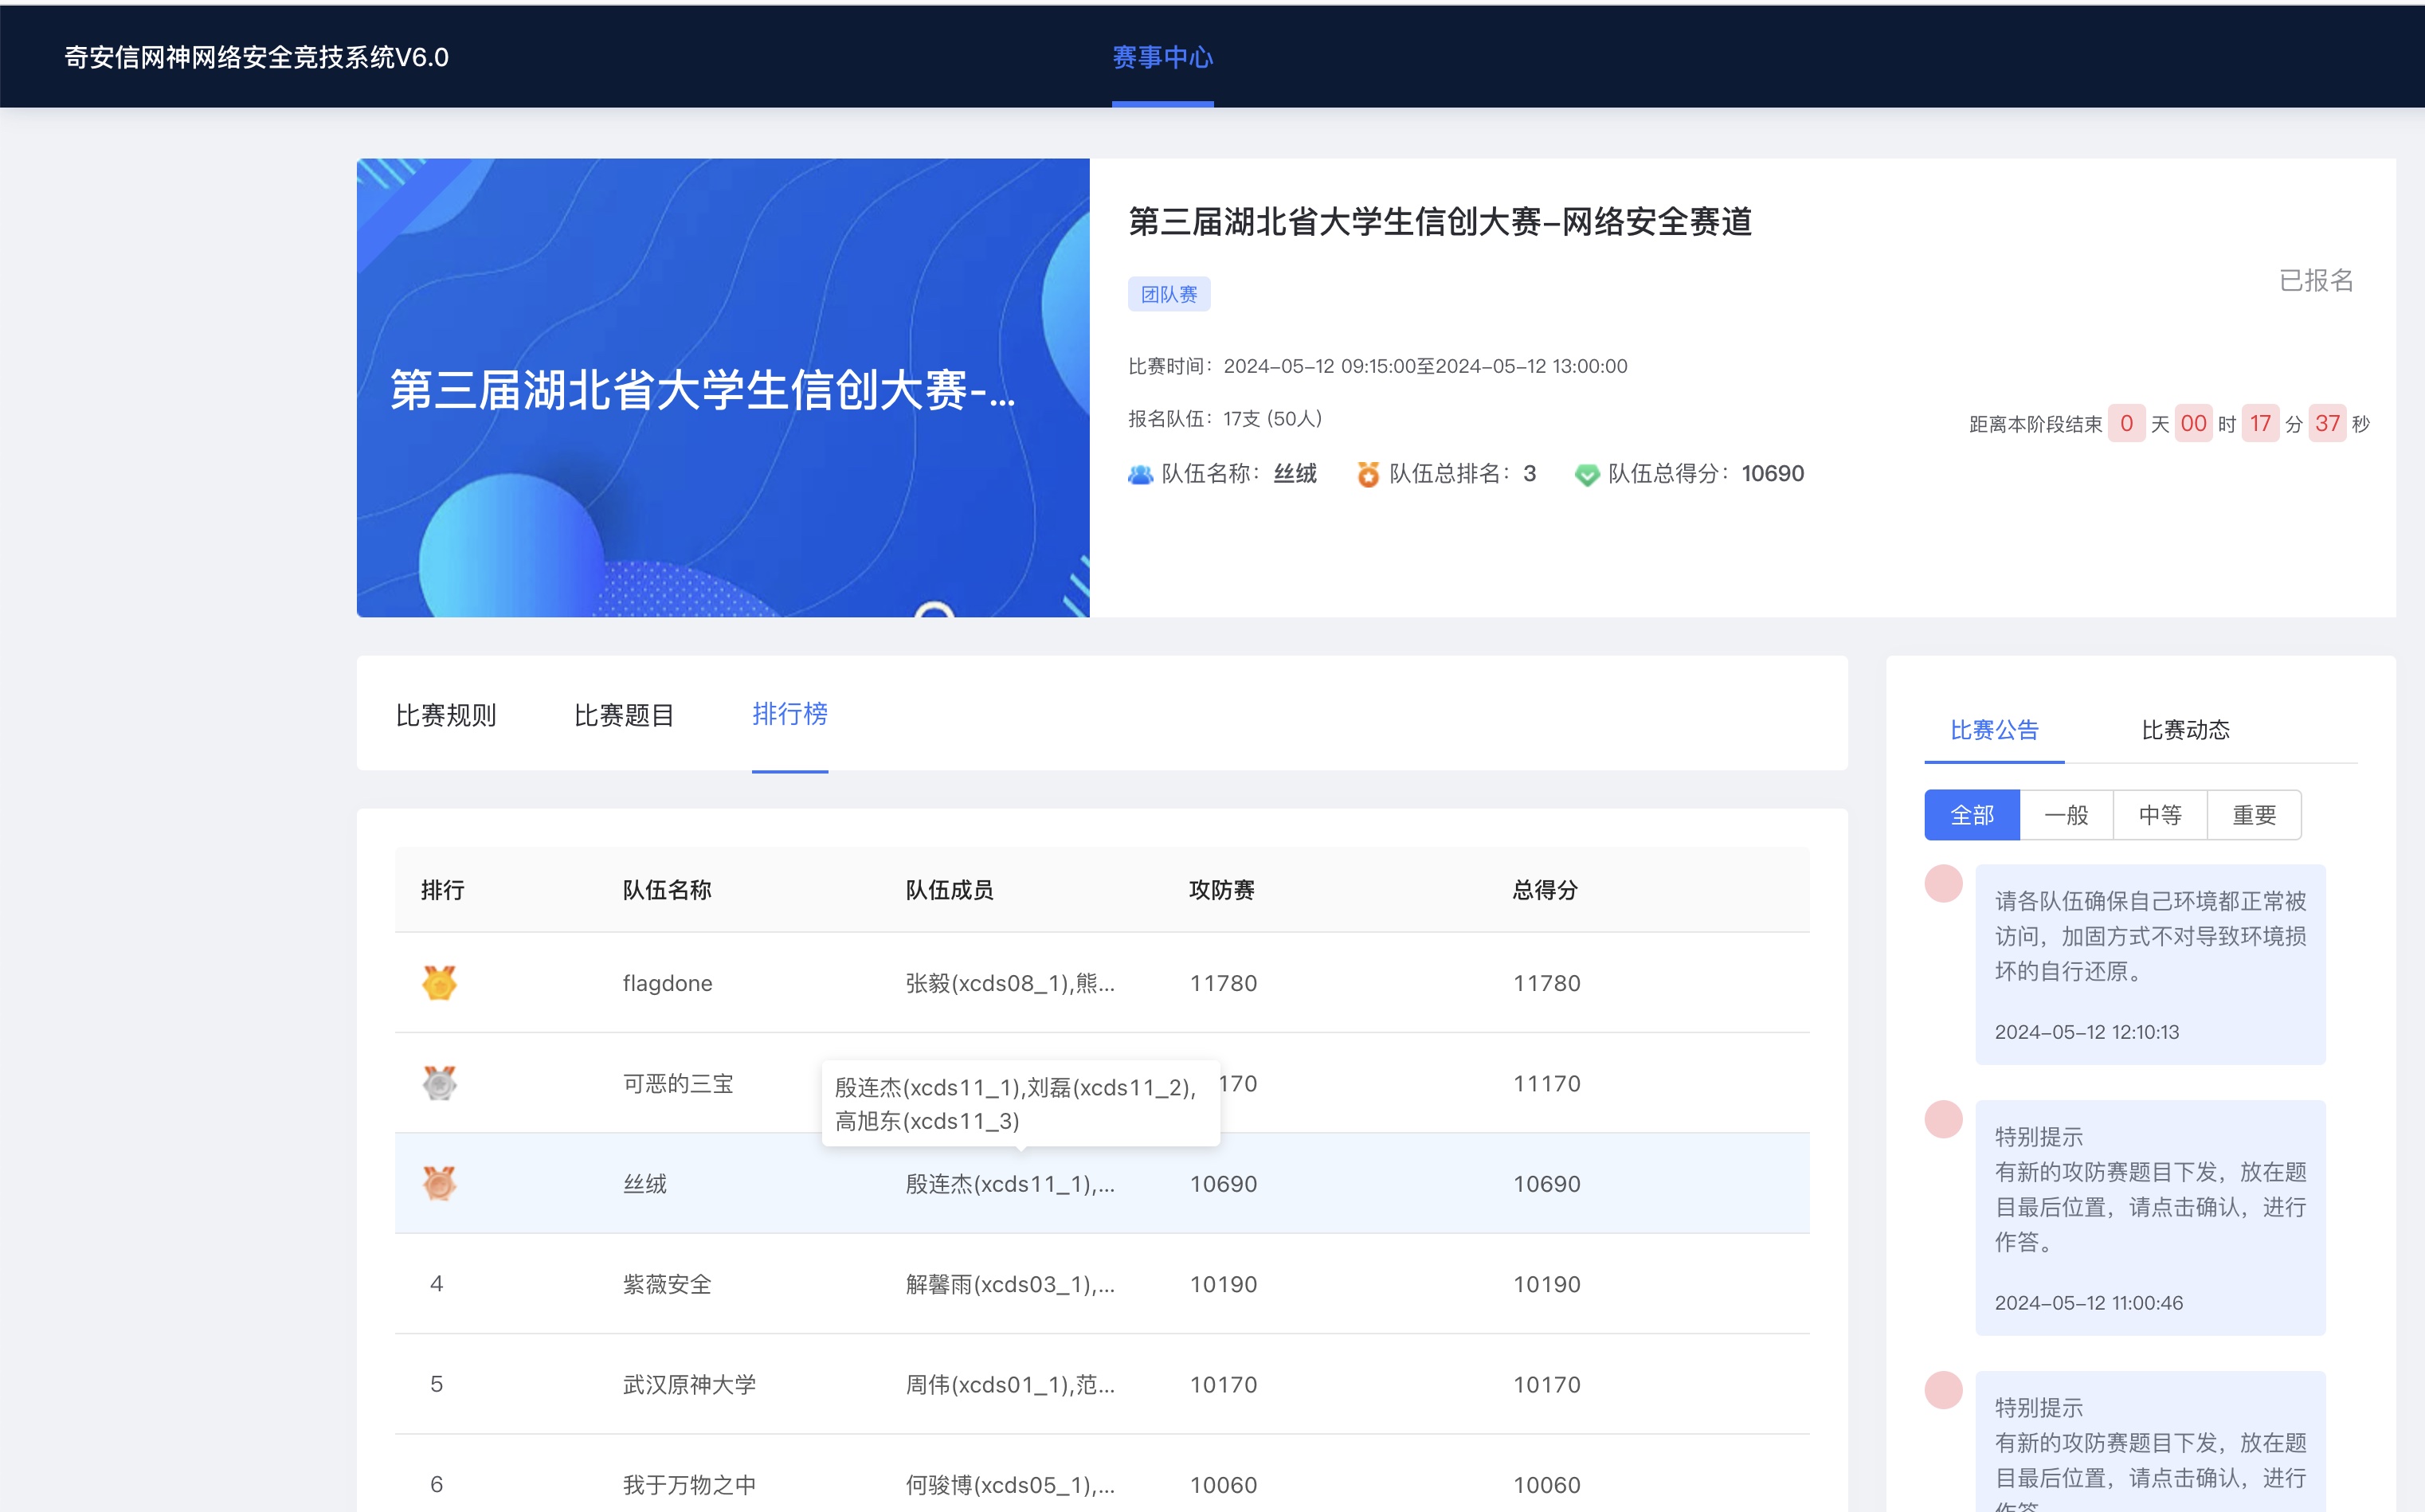 奇安信网神网络安全竞技系统V6.0
赛事中心
第三届湖北省大学生信创大赛-...
第三届湖北省大学生信创大赛-网络安全赛道
团队赛
已报名
比赛时间：2024-05-12 09:15:00至2024-05-12 13:00:00
报名队伍：17支 (50人)
距离本阶段结束 0 天 00 时 17 分 37 秒
队伍名称：丝绒 队伍总排名：3 队伍总得分：10690
比赛规则 比赛题目 排行榜
排行 队伍名称 队伍成员 攻防赛 总得分
flagdone 张毅(xcds08_1),熊... 11780 11780
可恶的三宝 170 11170
殷连杰(xcds11_1),刘磊(xcds11_2),
高旭东(xcds11_3)
丝绒 殷连杰(xcds11_1),... 10690 10690
4 紫薇安全 解馨雨(xcds03_1),... 10190 10190
5 武汉原神大学 周伟(xcds01_1),范... 10170 10170
6 我于万物之中 何骏博(xcds05_1),... 10060 10060
比赛公告 比赛动态
全部 一般 中等 重要
请各队伍确保自己环境都正常被
访问，加固方式不对导致环境损
坏的自行还原。
2024-05-12 12:10:13
特别提示
有新的攻防赛题目下发，放在题
目最后位置，请点击确认，进行
作答。
2024-05-12 11:00:46
特别提示
有新的攻防赛题目下发，放在题
目最后位置，请点击确认，进行